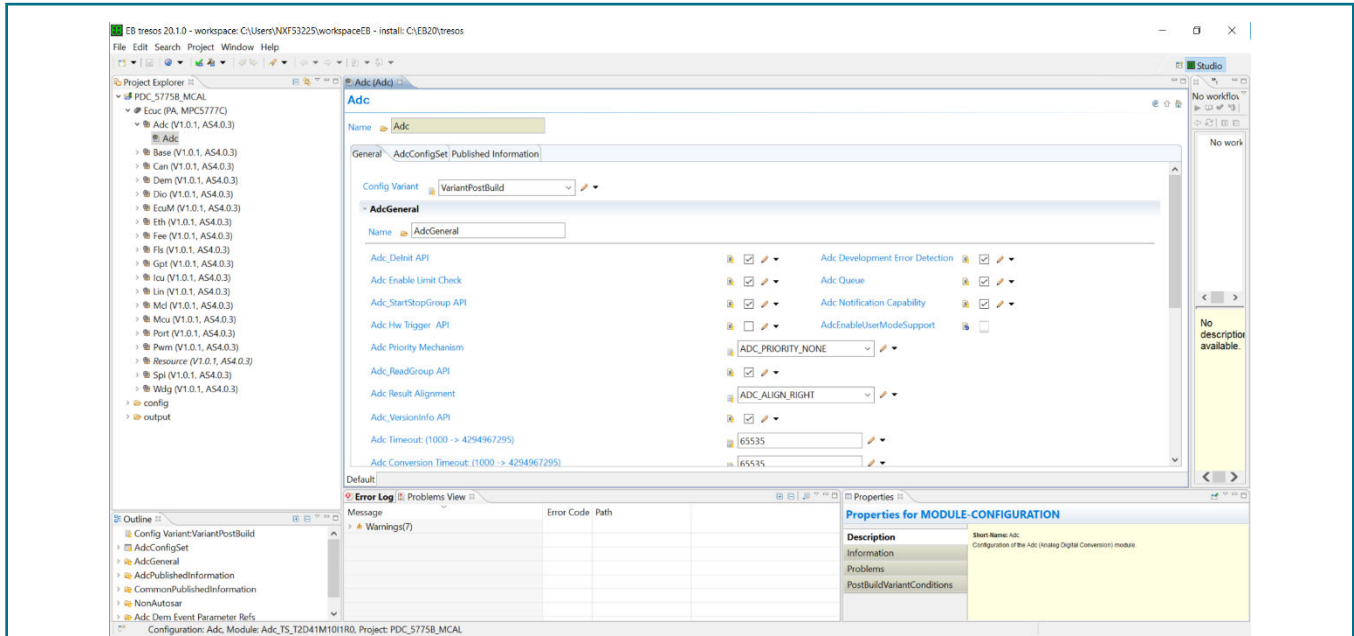 EB tresos 20.1.0 - workspace: C:\Users\NXF53225\workspaceEB - install: C:\EB20\tresos
File Edit Search Project Window Help
Studio
Project Explorer
PDC_5775B_MCAL
Ecuc (PA, MPC5777C)
Adc (V1.0.1, AS4.0.3)
Adc
Base (V1.0.1, AS4.0.3)
Can (V1.0.1, AS4.0.3)
Dem (V1.0.1, AS4.0.3)
Dio (V1.0.1, AS4.0.3)
EcuM (V1.0.1, AS4.0.3)
Eth (V1.0.1, AS4.0.3)
Fee (V1.0.1, AS4.0.3)
Fls (V1.0.1, AS4.0.3)
Gpt (V1.0.1, AS4.0.3)
Icu (V1.0.1, AS4.0.3)
Lin (V1.0.1, AS4.0.3)
Mcl (V1.0.1, AS4.0.3)
Mcu (V1.0.1, AS4.0.3)
Port (V1.0.1, AS4.0.3)
Pwm (V1.0.1, AS4.0.3)
Resource (V1.0.1, AS4.0.3)
Spi (V1.0.1, AS4.0.3)
Wdg (V1.0.1, AS4.0.3)
config
output
Adc (Adc)
Adc
Name Adc
General AdcConfigSet Published Information
Config Variant VariantPostBuild
AdcGeneral
Name AdcGeneral
Adc_DeInit API Adc Development Error Detection
Adc Enable Limit Check Adc Queue
Adc_StartStopGroup API Adc Notification Capability
Adc Hw Trigger API AdcEnableUserModeSupport
Adc Priority Mechanism ADC_PRIORITY_NONE
Adc_ReadGroup API
Adc Result Alignment ADC_ALIGN_RIGHT
Adc_VersionInfo API
Adc Timeout: (1000 -> 4294967295) 65535
Adc Conversion Timeout: (1000 -> 4294967295) 65535
Default
No workflov
No work
No
description
available.
Outline
Config Variant:VariantPostBuild
AdcConfigSet
AdcGeneral
AdcPublishedInformation
CommonPublishedInformation
NonAutosar
Adc Dem Event Parameter Refs
Error Log Problems View
Message Error Code Path
Warnings(7)
Properties
Properties for MODULE-CONFIGURATION
Description
Information
Problems
PostBuildVariantConditions
Short-Name: Adc
Configuration of the Adc (Analog Digital Conversion) module.
Configuration: Adc, Module: Adc_TS_T2D41M10I1R0, Project: PDC_5775B_MCAL